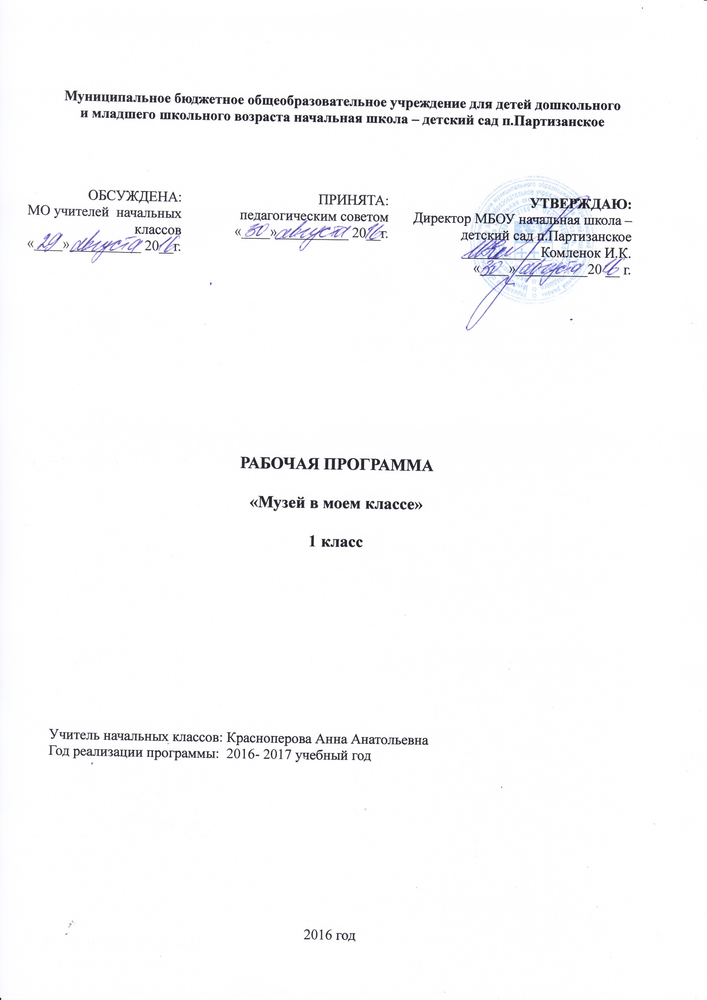 Муниципальное бюджетное общеобразовательное учреждение для детей дошкольного
и младшего школьного возраста начальная школа – детский сад п.Партизанское
ОБСУЖДЕНА:
МО учителей начальных
классов
«29» августа 2016г.
ПРИНЯТА:
педагогическим советом
«30» августа 2016г.
УТВЕРЖДАЮ:
Директор МБОУ начальная школа –
детский сад п.Партизанское
Комленок И.К.
«30» августа 2016 г.
РАБОЧАЯ ПРОГРАММА
«Музей в моем классе»
1 класс
Учитель начальных классов: Красноперова Анна Анатольевна
Год реализации программы: 2016- 2017 учебный год
2016 год